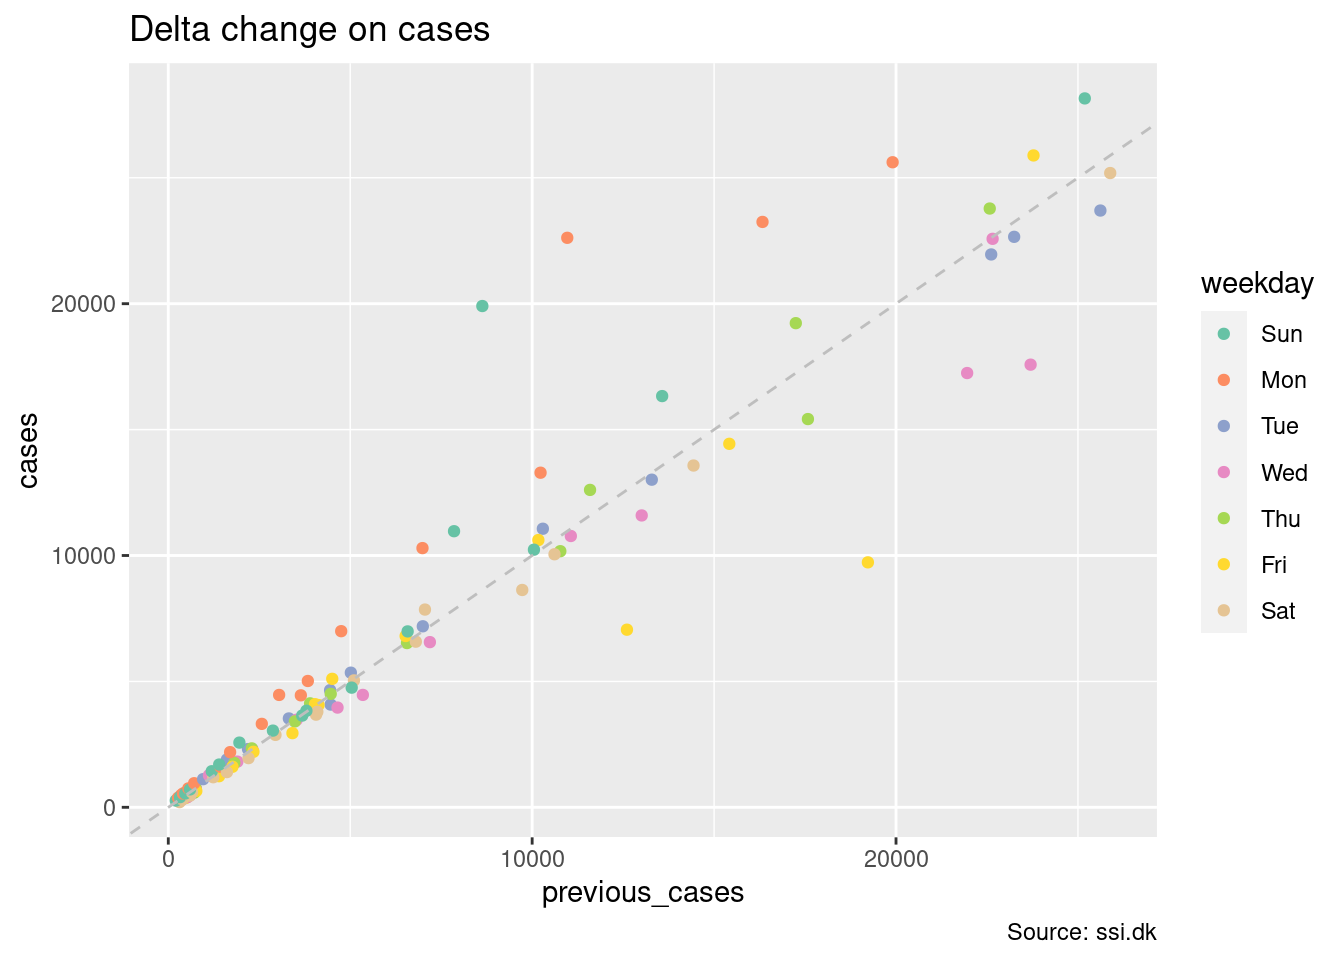 Delta change on cases
cases
20000
10000
0
0
10000
20000
previous_cases
weekday
Sun
Mon
Tue
Wed
Thu
Fri
Sat
Source: ssi.dk